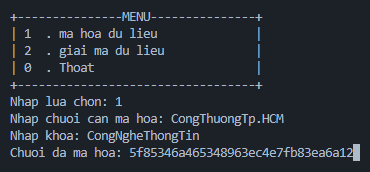 +---------------MENU---------------+
| 1 . ma hoa du lieu |
| 2 . giai ma du lieu |
| 0 . Thoat |
+----------------------------------+
Nhap lua chon: 1
Nhap chuoi can ma hoa: CongThuongTp.HCM
Nhap khoa: CongNgheThongTin
Chuoi da ma hoa: 5f85346a465348963ec4e7fb83ea6a12